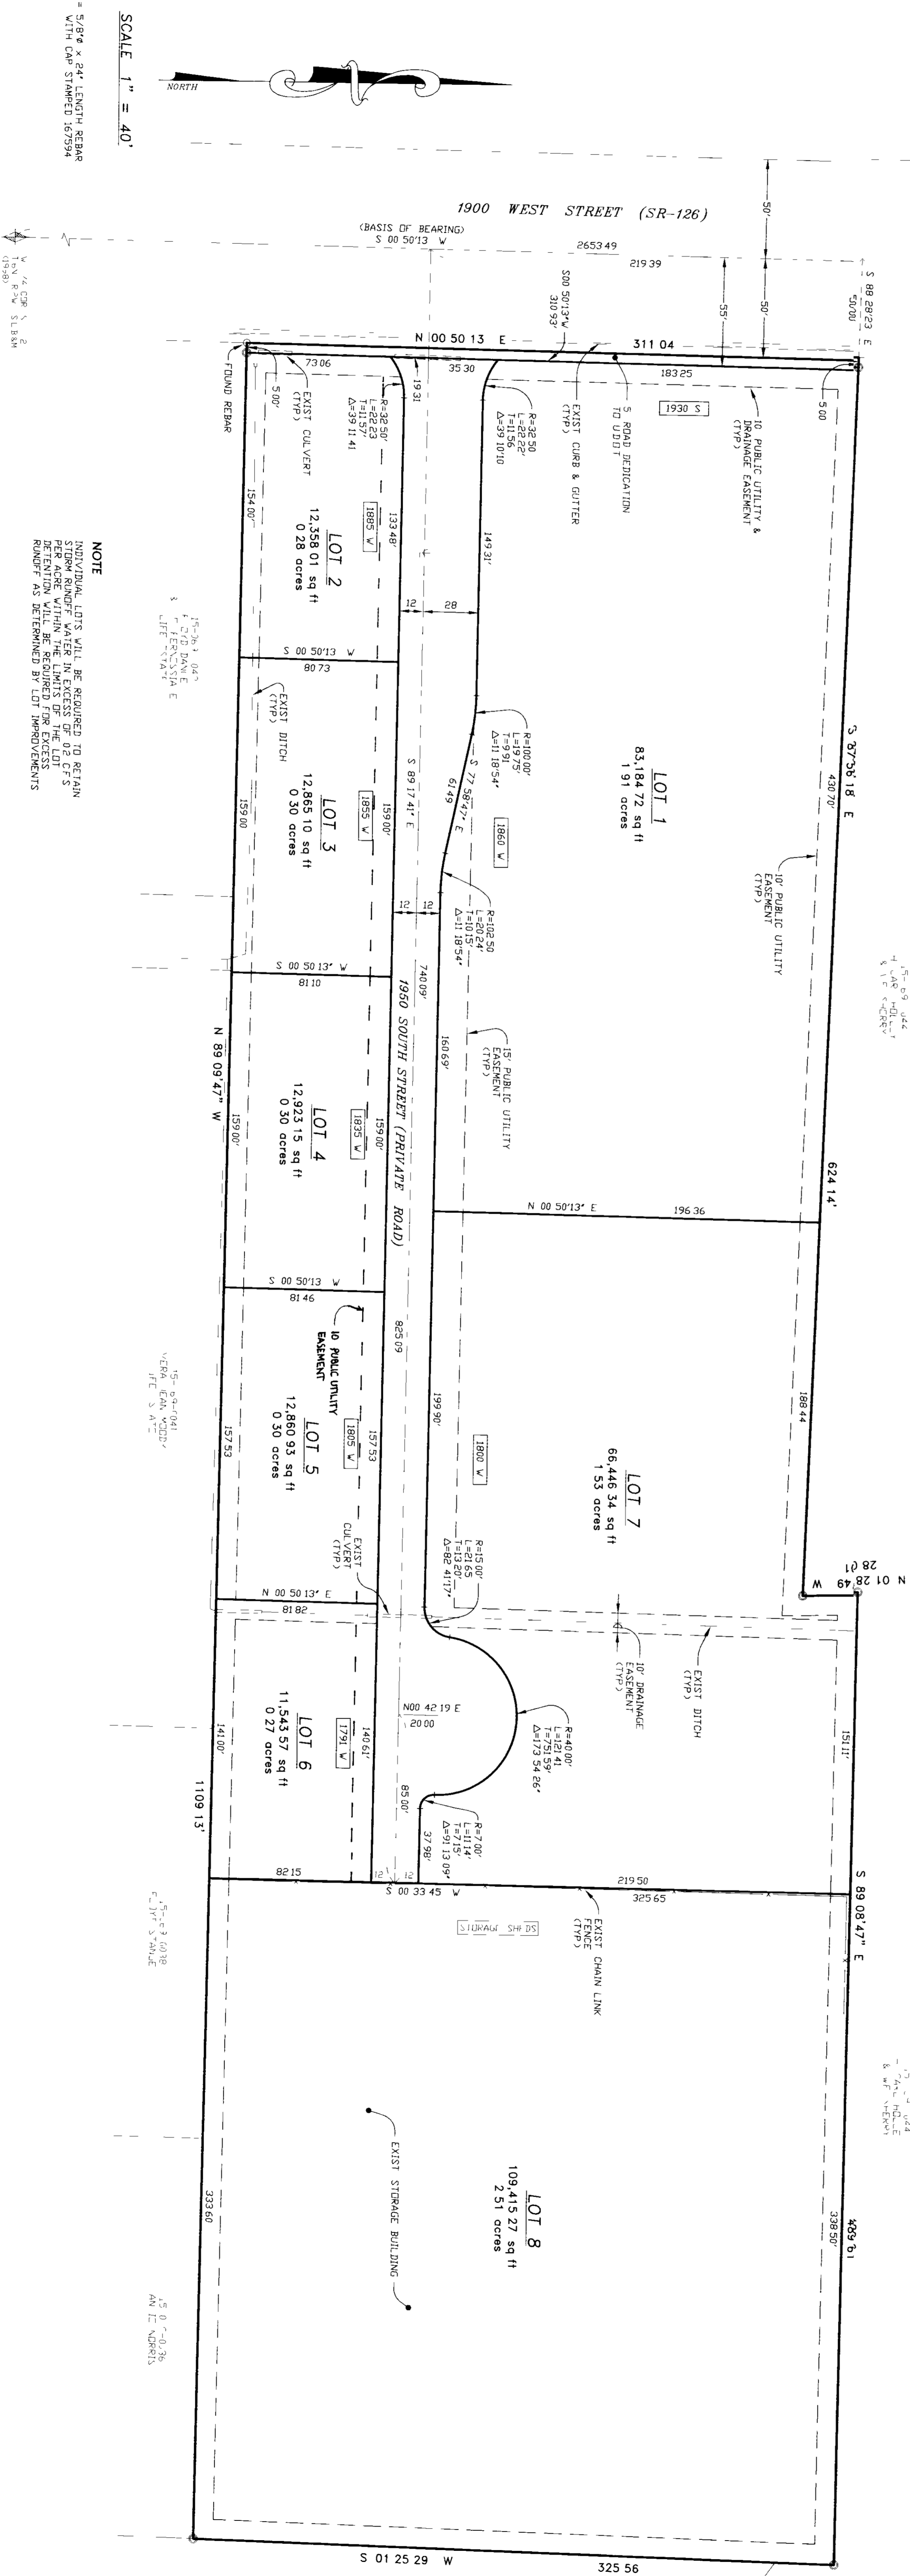 SCALE 1" = 40'
= 5/8"Ø x 24" LENGTH REBAR
WITH CAP STAMPED 167594
NORTH
1900 WEST STREET (SR-126)
(BASIS OF BEARING)
S 00 50'13 W
2653 49
219 39
50'
50'
55'
S 88 28'23 E
50'00
FOUND REBAR
5 00'
73 06
N 00 50 13 E
19 31
35 30
S00 50'13"W
310 93'
311 04
183 25
5 00
EXIST CULVERT
(TYP)
R=32 50'
L=22 23
T=11 57'
Δ=39 11 41
R=32 50
L=22 22'
T=11 56
Δ=39 10'10
EXIST CURB & GUTTER
(TYP)
5 ROAD DEDICATION
TO UDOT
1930 S
10 PUBLIC UTILITY &
DRAINAGE EASEMENT
(TYP)
NOTE
INDIVIDUAL LOTS WILL BE REQUIRED TO RETAIN
STORM RUNOFF WATER IN EXCESS OF 0 2 C F S
PER ACRE WITHIN THE LIMITS OF THE LOT
DETENTION WILL BE REQUIRED FOR EXCESS
RUNOFF AS DETERMINED BY LOT IMPROVEMENTS
154 00'
LOT 2
12,358 01 sq ft
0 28 acres
1885 W
133 48'
149 31'
12
28
S 00 50'13 W
80 73
EXIST DITCH
(TYP)
LOT 1
83,184 72 sq ft
1 91 acres
430 70'
S 87°56'18 E
R=100 00'
L=19 75'
T=9 91
Δ=11 18'54"
S 77 58'47" E
61 49
1860 W
S 89 17'41" E
159 00
LOT 3
12,865 10 sq ft
0 30 acres
1855 W
159 00'
R=102 50
L=20 24'
T=10 15'
Δ=11 18'54"
12
12
10' PUBLIC UTILITY
EASEMENT
(TYP)
S 00 50 13" W
81 10
740 09'
160 69'
15' PUBLIC UTILITY
EASEMENT
(TYP)
1950 SOUTH STREET (PRIVATE ROAD)
N 89 09'47" W
159 00'
LOT 4
12,923 15 sq ft
0 30 acres
1835 W
159 00'
N 00 50'13" E
196 36
624 14'
S 00 50'13 W
81 46
825 09
10 PUBLIC UTILITY
EASEMENT
157 53
LOT 5
12,860 93 sq ft
0 30 acres
1805 W
157 53
199 90'
1800 W
LOT 7
66,446 34 sq ft
1 53 acres
188 44
EXIST
CULVERT
(TYP)
R=15 00'
L=21 65
T=13 20'
Δ=82 41'17"
N 01 28 49 W
28 01
N 00 50 13" E
81 82
10' DRAINAGE
EASEMENT
(TYP)
EXIST DITCH
(TYP)
141 00'
LOT 6
11,543 57 sq ft
0 27 acres
1791 W
140 61'
N00 42 19 E
20 00
R=40 00'
L=121 41
T=751 59'
Δ=173 54 26"
151 11'
85 00'
R=7 00'
L=11 14'
T=7 15'
Δ=91 13 09"
37 98'
1109 13'
82 15
12
12
S 00 33 45 W
219 50
325 65
S 89 08'47" E
STORAGE SHEDS
EXIST CHAIN LINK
FENCE
(TYP)
EXIST STORAGE BUILDING
LOT 8
109,415 27 sq ft
2 51 acres
333 60
338 50'
489 61
S 01 25 29 W
325 56